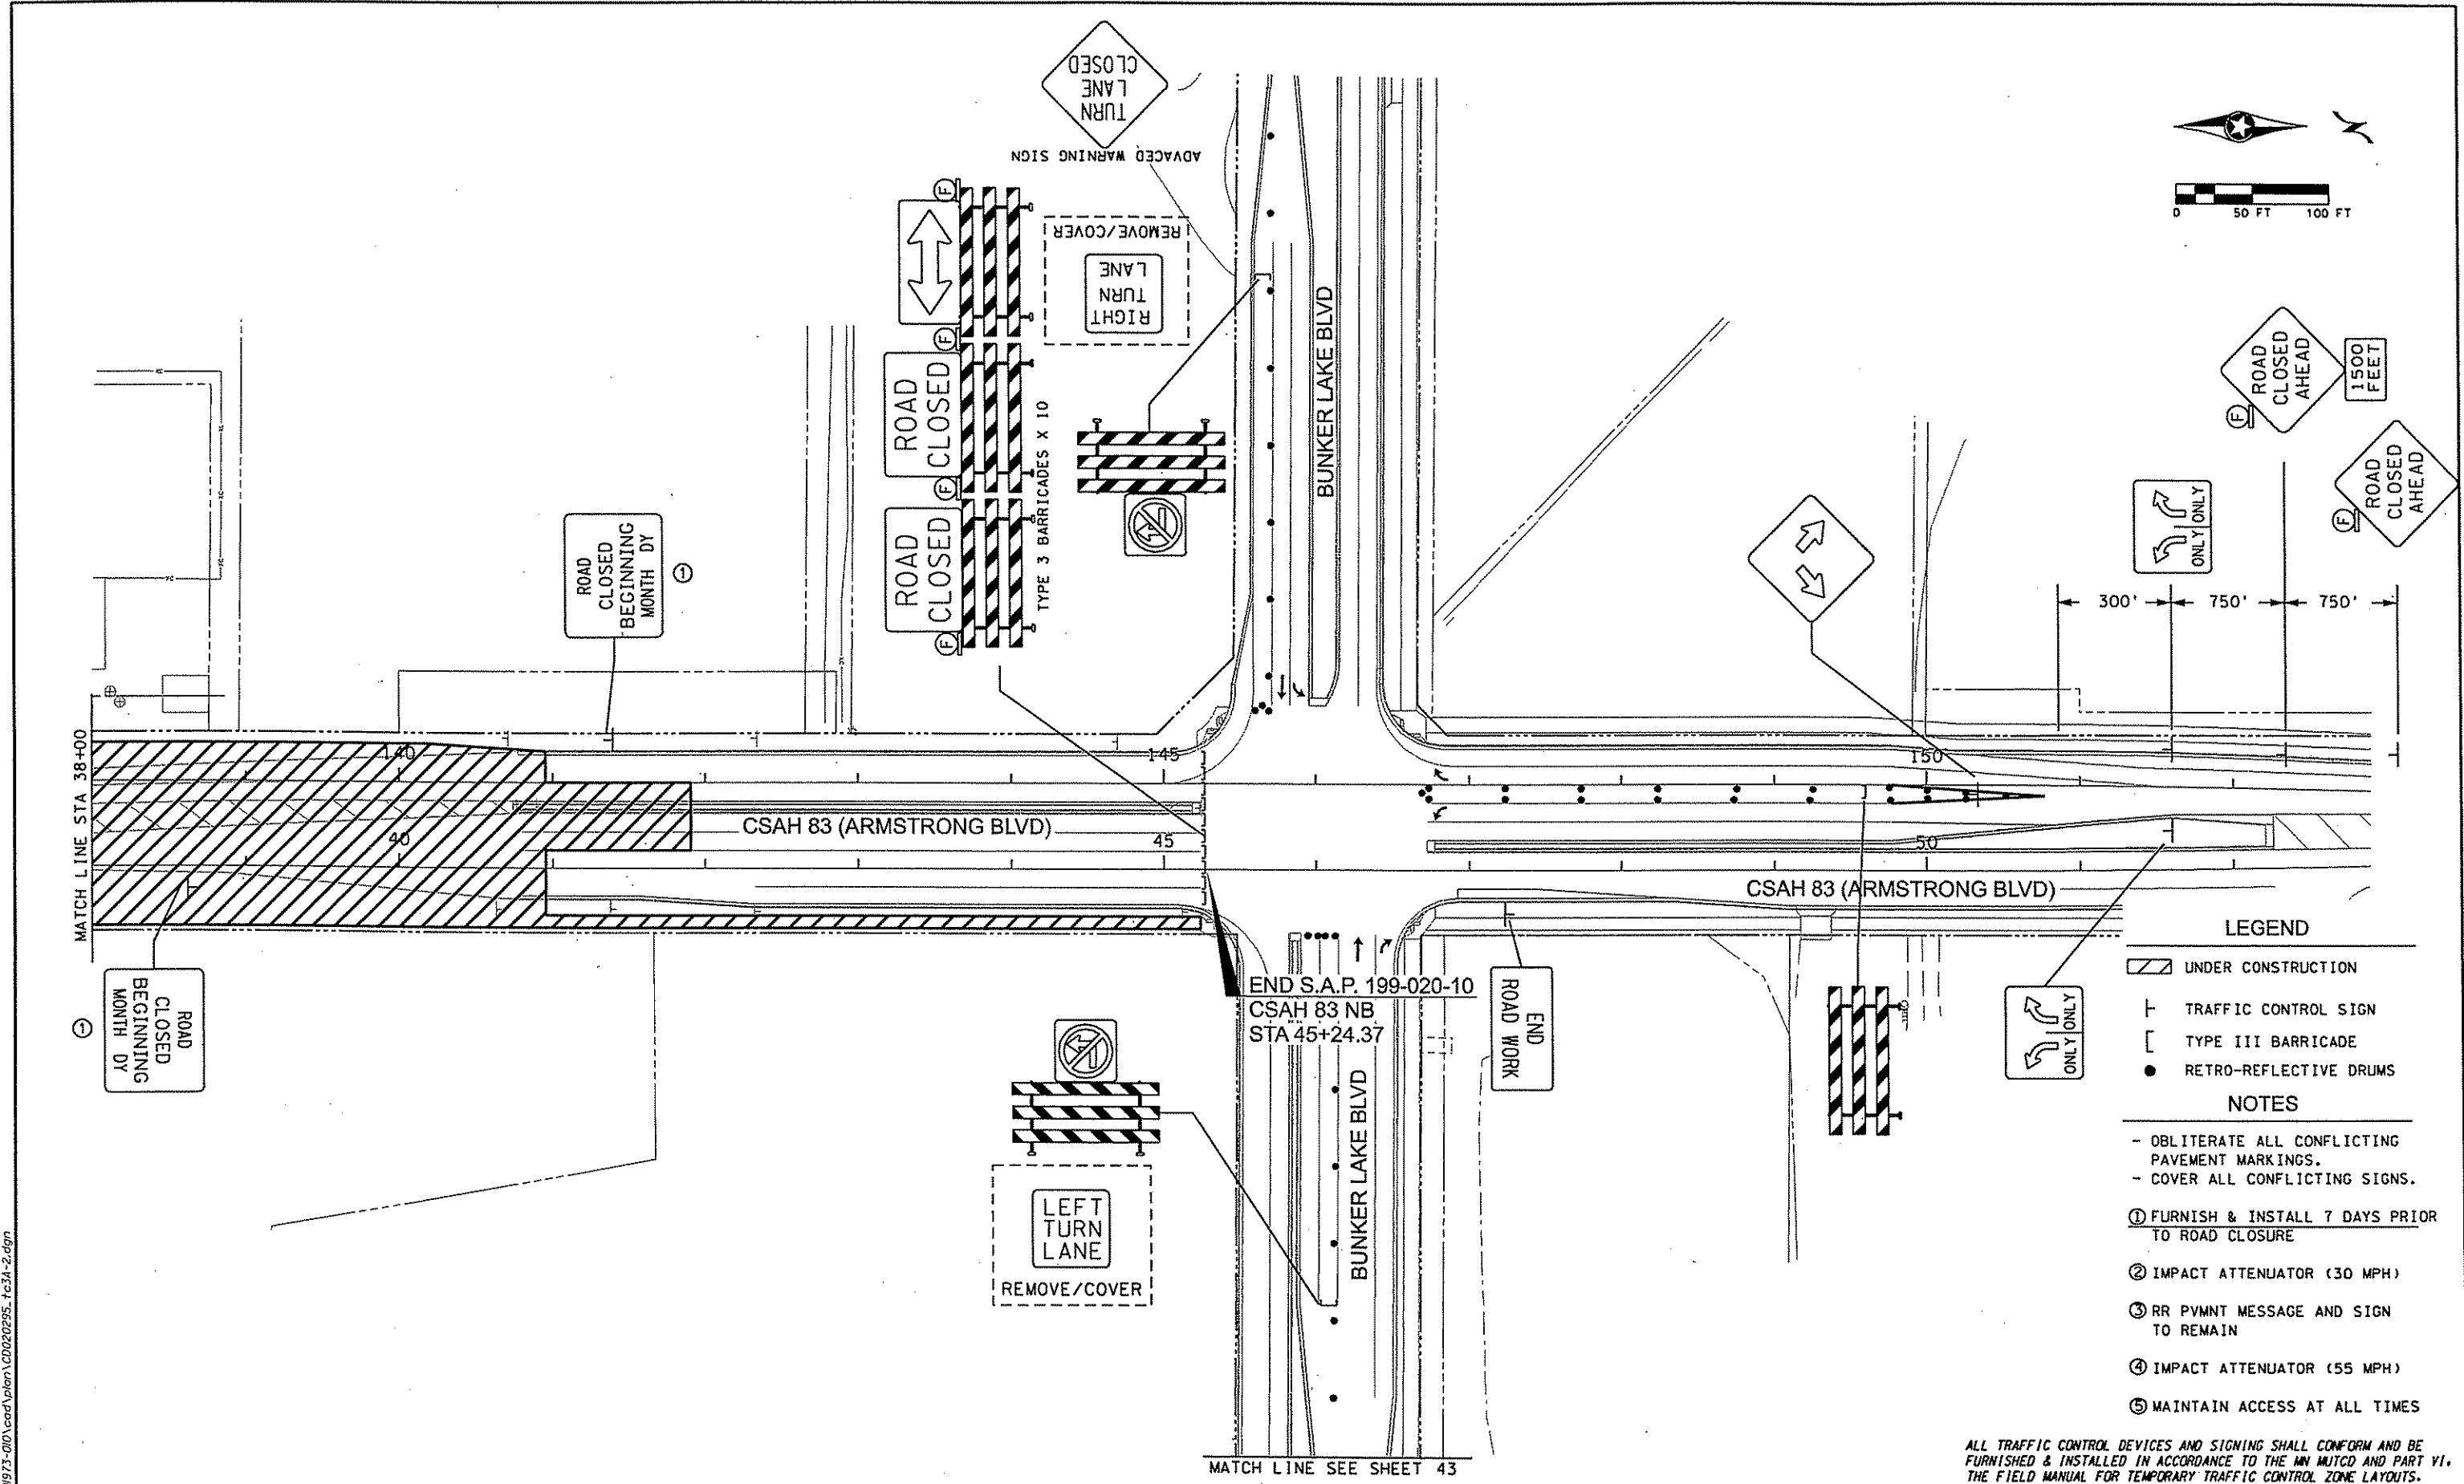 TURN
LANE
CLOSED
ADVACED WARNING SIGN
REMOVE/COVER
RIGHT
TURN
LANE
ROAD
CLOSED
ROAD
CLOSED
TYPE 3 BARRICADES X 10
F
F
F
F
BUNKER LAKE BLVD
N
0 50 FT 100 FT
ROAD
CLOSED
AHEAD
1500
FEET
F
ROAD
CLOSED
AHEAD
F
ONLY ONLY
300' 750' 750'
ROAD
CLOSED
BEGINNING
MONTH DY
1
MATCH LINE STA 38+00
140 145 150
CSAH 83 (ARMSTRONG BLVD)
40 45 50
CSAH 83 (ARMSTRONG BLVD)
ROAD
CLOSED
BEGINNING
MONTH DY
1
END S.A.P. 199-020-10
CSAH 83 NB
STA 45+24.37
END
ROAD WORK
ONLY ONLY
BUNKER LAKE BLVD
LEFT
TURN
LANE
REMOVE/COVER
MATCH LINE SEE SHEET 43
LEGEND
UNDER CONSTRUCTION
TRAFFIC CONTROL SIGN
TYPE III BARRICADE
RETRO-REFLECTIVE DRUMS
NOTES
- OBLITERATE ALL CONFLICTING
PAVEMENT MARKINGS.
- COVER ALL CONFLICTING SIGNS.
① FURNISH & INSTALL 7 DAYS PRIOR
TO ROAD CLOSURE
② IMPACT ATTENUATOR (30 MPH)
③ RR PVMNT MESSAGE AND SIGN
TO REMAIN
④ IMPACT ATTENUATOR (55 MPH)
⑤ MAINTAIN ACCESS AT ALL TIMES
ALL TRAFFIC CONTROL DEVICES AND SIGNING SHALL CONFORM AND BE
FURNISHED & INSTALLED IN ACCORDANCE TO THE MN MUTCD AND PART VI,
THE FIELD MANUAL FOR TEMPORARY TRAFFIC CONTROL ZONE LAYOUTS.